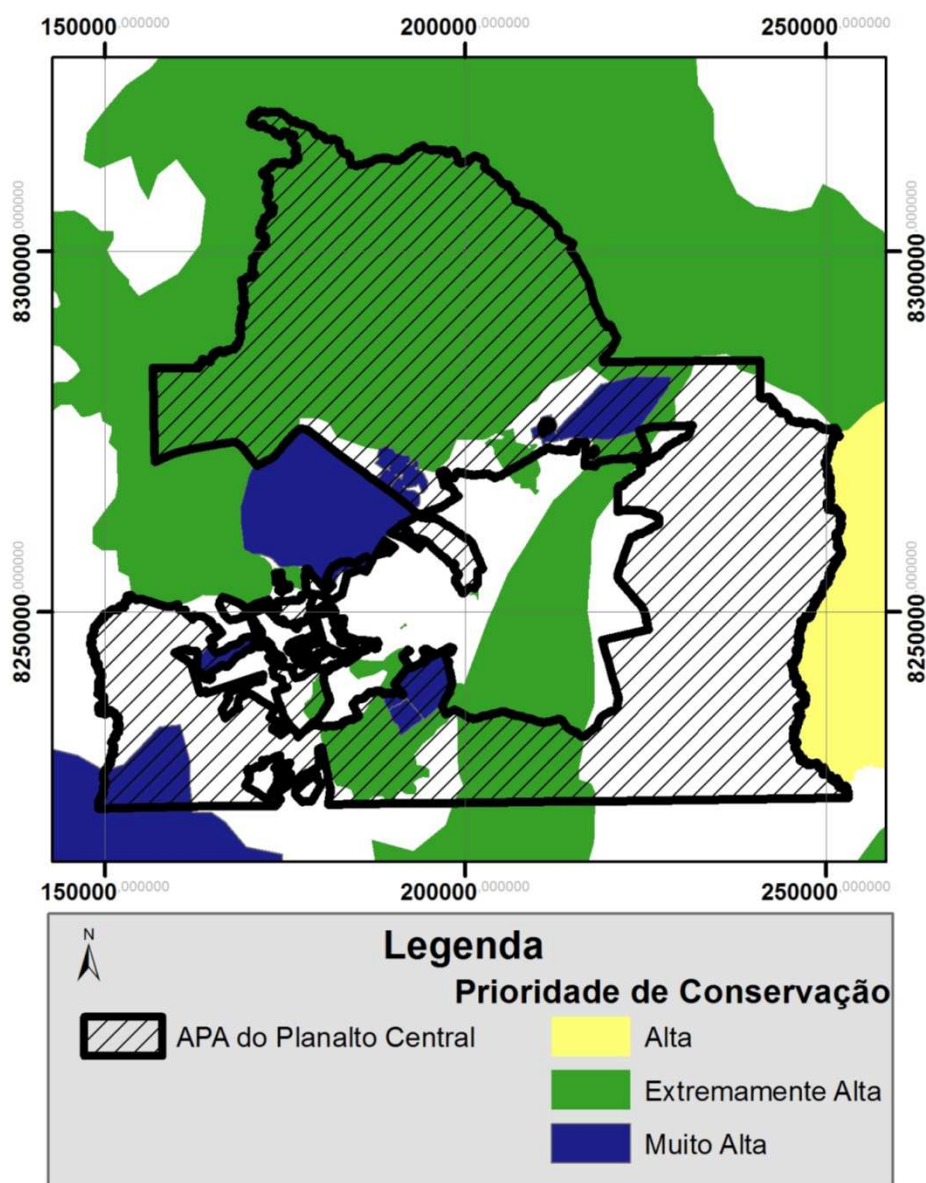 150000,000000 200000,000000 250000,000000
8300000,000000 8300000,000000
8250000,000000 8250000,000000
150000,000000 200000,000000 250000,000000
N
Legenda
Prioridade de Conservação
APA do Planalto Central
Alta
Extremamente Alta
Muito Alta